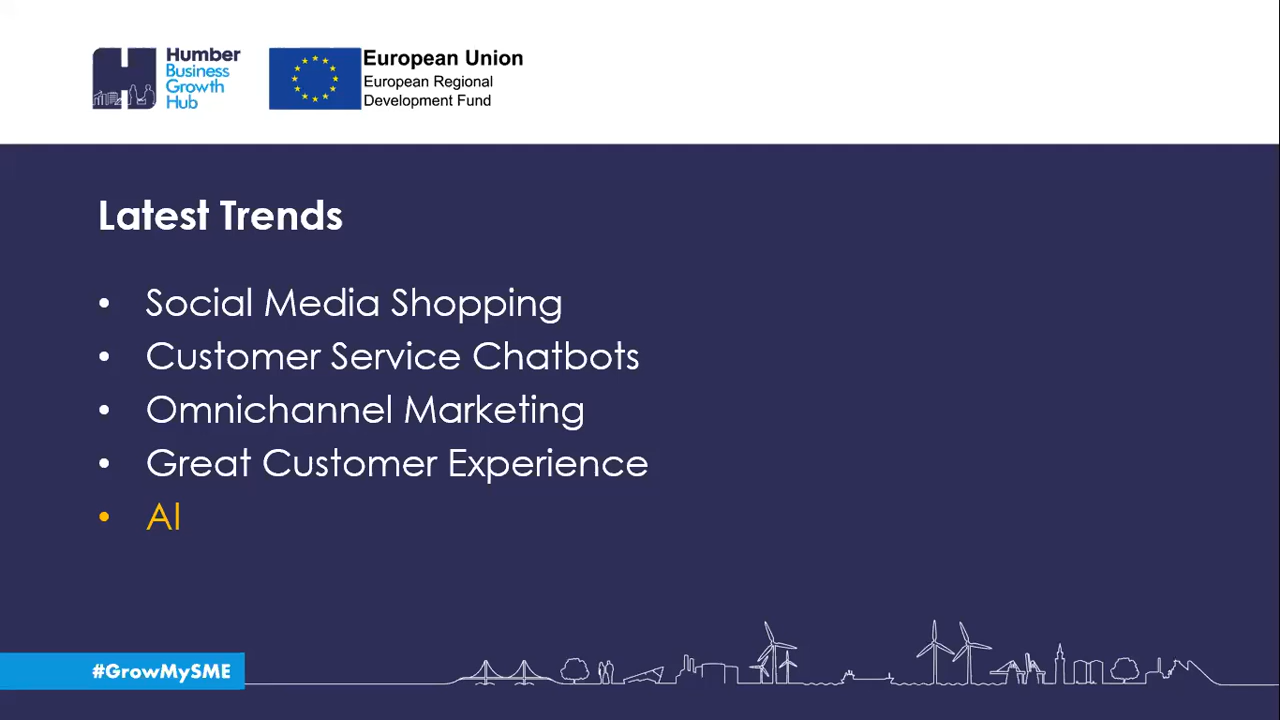 Humber
Business
Growth
Hub
European Union
European Regional
Development Fund
Latest Trends
• Social Media Shopping
• Customer Service Chatbots
• Omnichannel Marketing
• Great Customer Experience
• AI
#GrowMySME